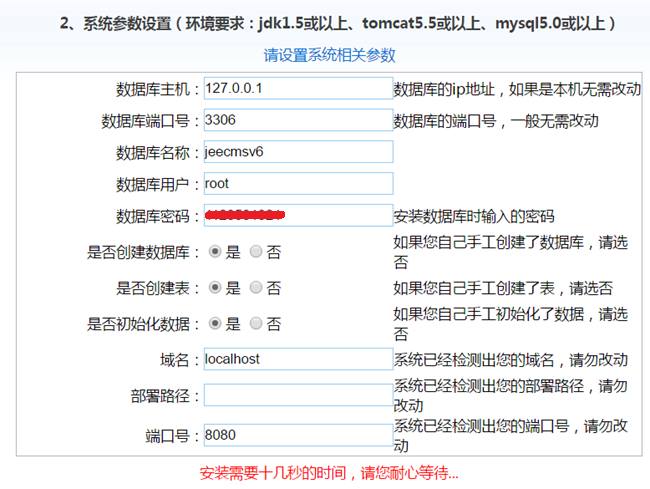 2、系统参数设置（环境要求：jdk1.5或以上、tomcat5.5或以上、mysql5.0或以上）
请设置系统相关参数
数据库主机： 127.0.0.1 数据库的ip地址，如果是本机无需改动
数据库端口号： 3306 数据库的端口号，一般无需改动
数据库名称： jeecmsv6
数据库用户： root
数据库密码： 安装数据库时输入的密码
是否创建数据库： 是 否 如果您自己手工创建了数据库，请选
否
是否创建表： 是 否 如果您自己手工创建了表，请选否
是否初始化数据： 是 否 如果您自己手工初始化了数据，请选
否
域名： localhost 系统已经检测出您的域名，请勿改动
部署路径： 系统已经检测出您的部署路径，请勿
改动
端口号： 8080 系统已经检测出您的端口号，请勿改
动
安装需要十几秒的时间，请您耐心等待...